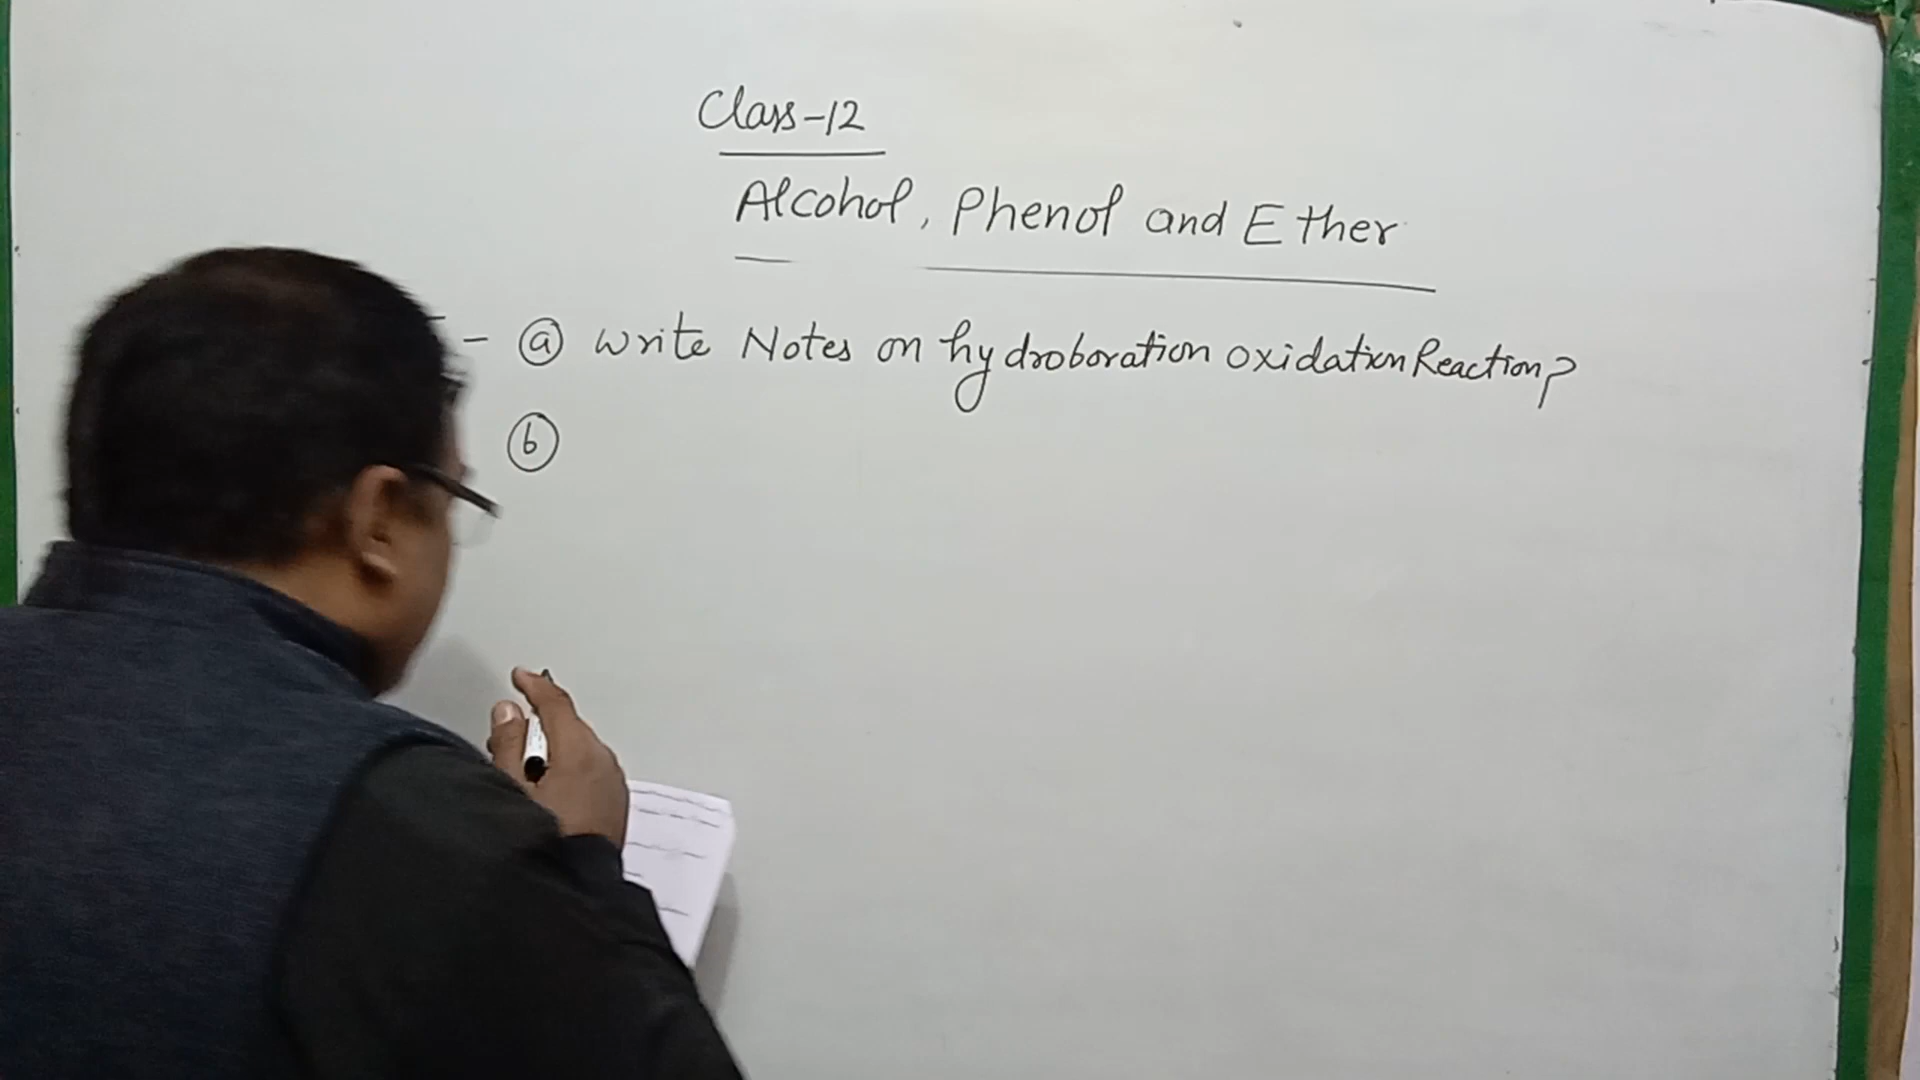 Class-12
Alcohol, Phenol and Ether
- ⓐ write Notes on hydroboration oxidation Reaction?
ⓑ